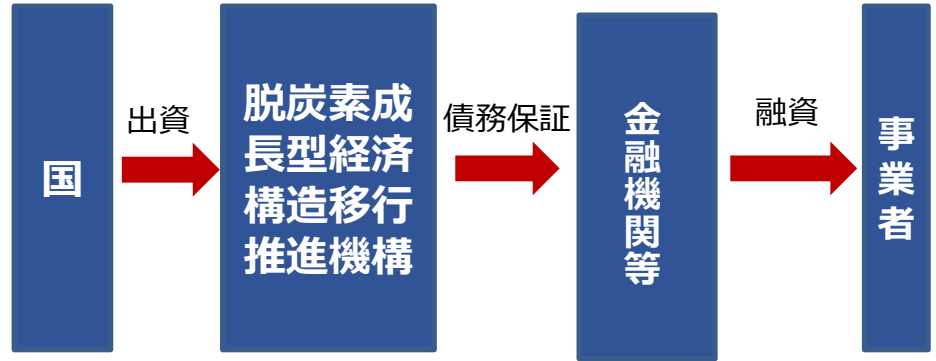 国
出資
脱炭素成
長型経済
構造移行
推進機構
債務保証
金融機関等
融資
事業者